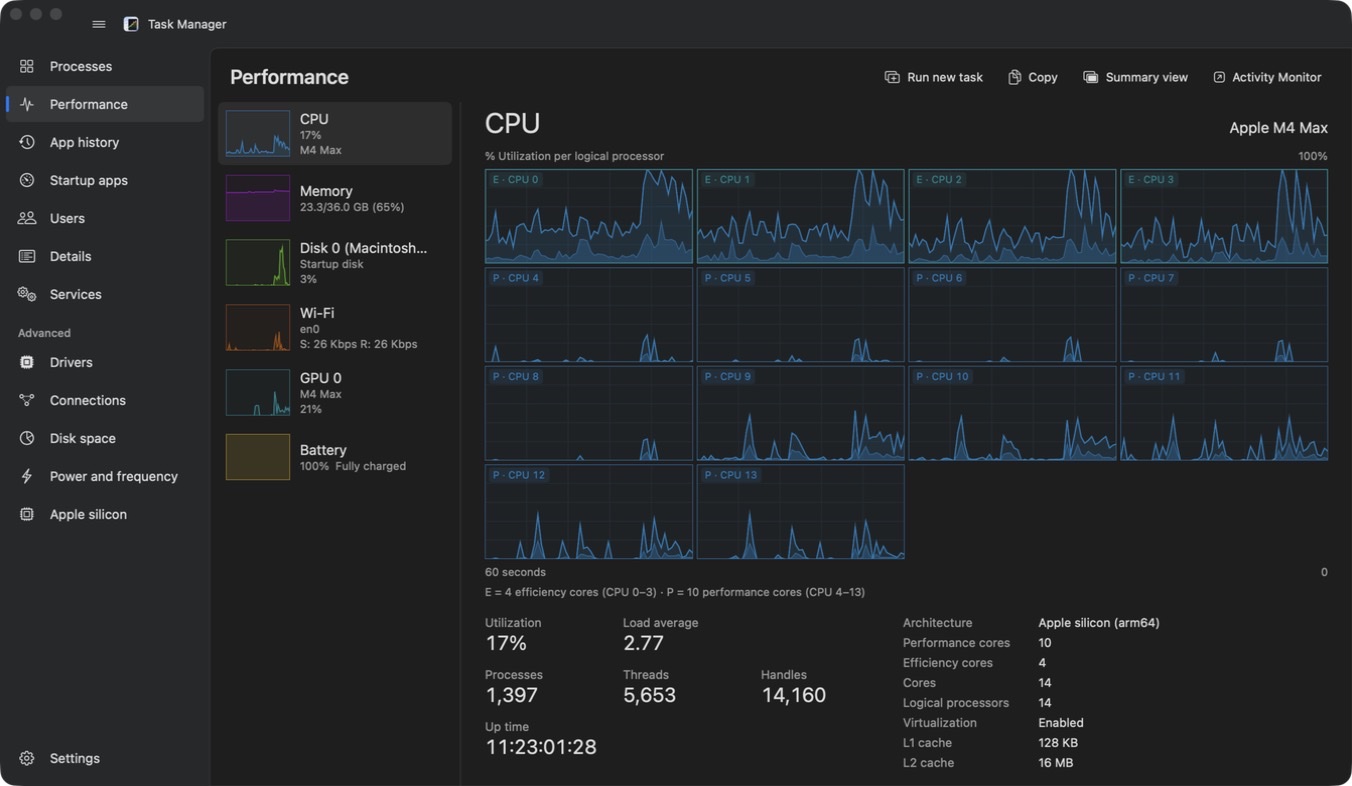 Task Manager
Processes
Performance
App history
Startup apps
Users
Details
Services
Advanced
Drivers
Connections
Disk space
Power and frequency
Apple silicon
Settings
Performance
Run new task
Copy
Summary view
Activity Monitor
CPU
17%
M4 Max
Memory
23.3/36.0 GB (65%)
Disk 0 (Macintosh...
Startup disk
3%
Wi-Fi
en0
S: 26 Kbps R: 26 Kbps
GPU 0
M4 Max
21%
Battery
100% Fully charged
CPU
Apple M4 Max
% Utilization per logical processor
100%
E · CPU 0
E · CPU 1
E · CPU 2
E · CPU 3
P · CPU 4
P · CPU 5
P · CPU 6
P · CPU 7
P · CPU 8
P · CPU 9
P · CPU 10
P · CPU 11
P · CPU 12
P · CPU 13
60 seconds
0
E = 4 efficiency cores (CPU 0–3) · P = 10 performance cores (CPU 4–13)
Utilization
17%
Load average
2.77
Processes
1,397
Threads
5,653
Handles
14,160
Up time
11:23:01:28
Architecture Apple silicon (arm64)
Performance cores 10
Efficiency cores 4
Cores 14
Logical processors 14
Virtualization Enabled
L1 cache 128 KB
L2 cache 16 MB